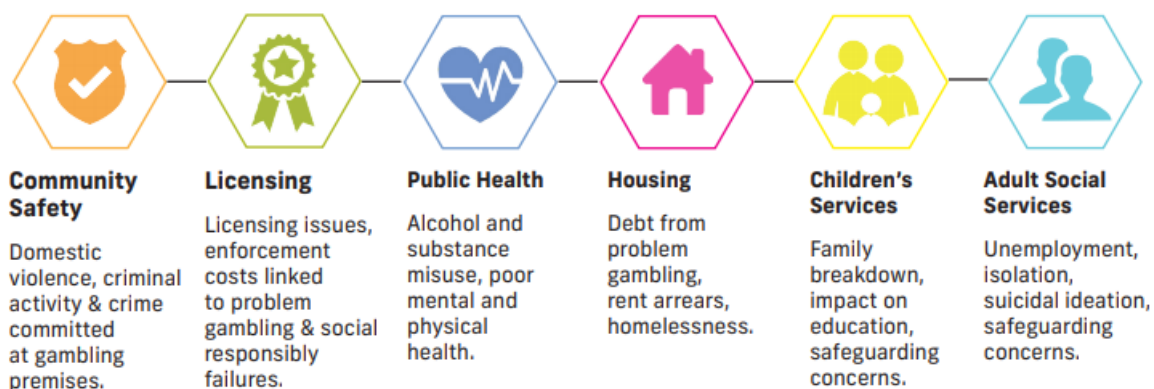 Community
Safety
Domestic
violence, criminal
activity & crime
committed
at gambling
premises.
Licensing
Licensing issues,
enforcement
costs linked
to problem
gambling & social
responsibly
failures.
Public Health
Alcohol and
substance
misuse, poor
mental and
physical
health.
Housing
Debt from
problem
gambling,
rent arrears,
homelessness.
Children's
Services
Family
breakdown,
impact on
education,
safeguarding
concerns.
Adult Social
Services
Unemployment,
isolation,
suicidal ideation,
safeguarding
concerns.